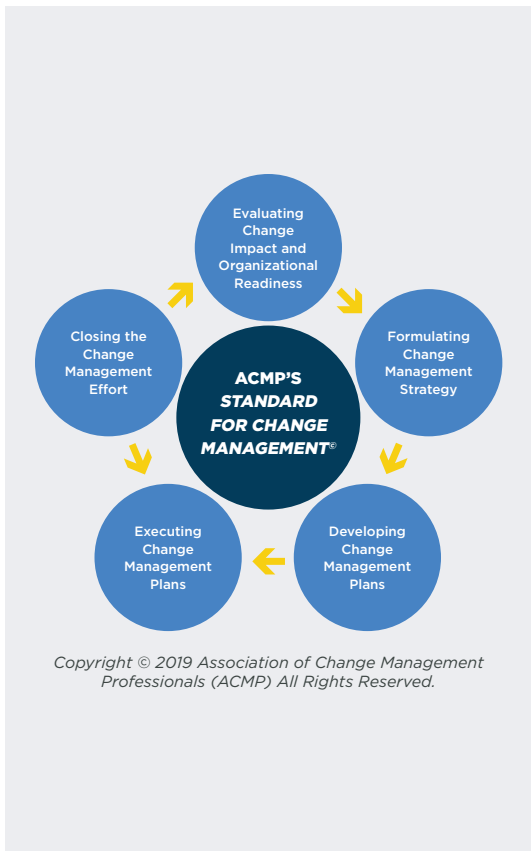 Evaluating
Change
Impact and
Organizational
Readiness
Formulating
Change
Management
Strategy
Developing
Change
Management
Plans
Executing
Change
Management
Plans
Closing the
Change
Management
Effort
ACMP'S
STANDARD
FOR CHANGE
MANAGEMENT©
Copyright © 2019 Association of Change Management
Professionals (ACMP) All Rights Reserved.